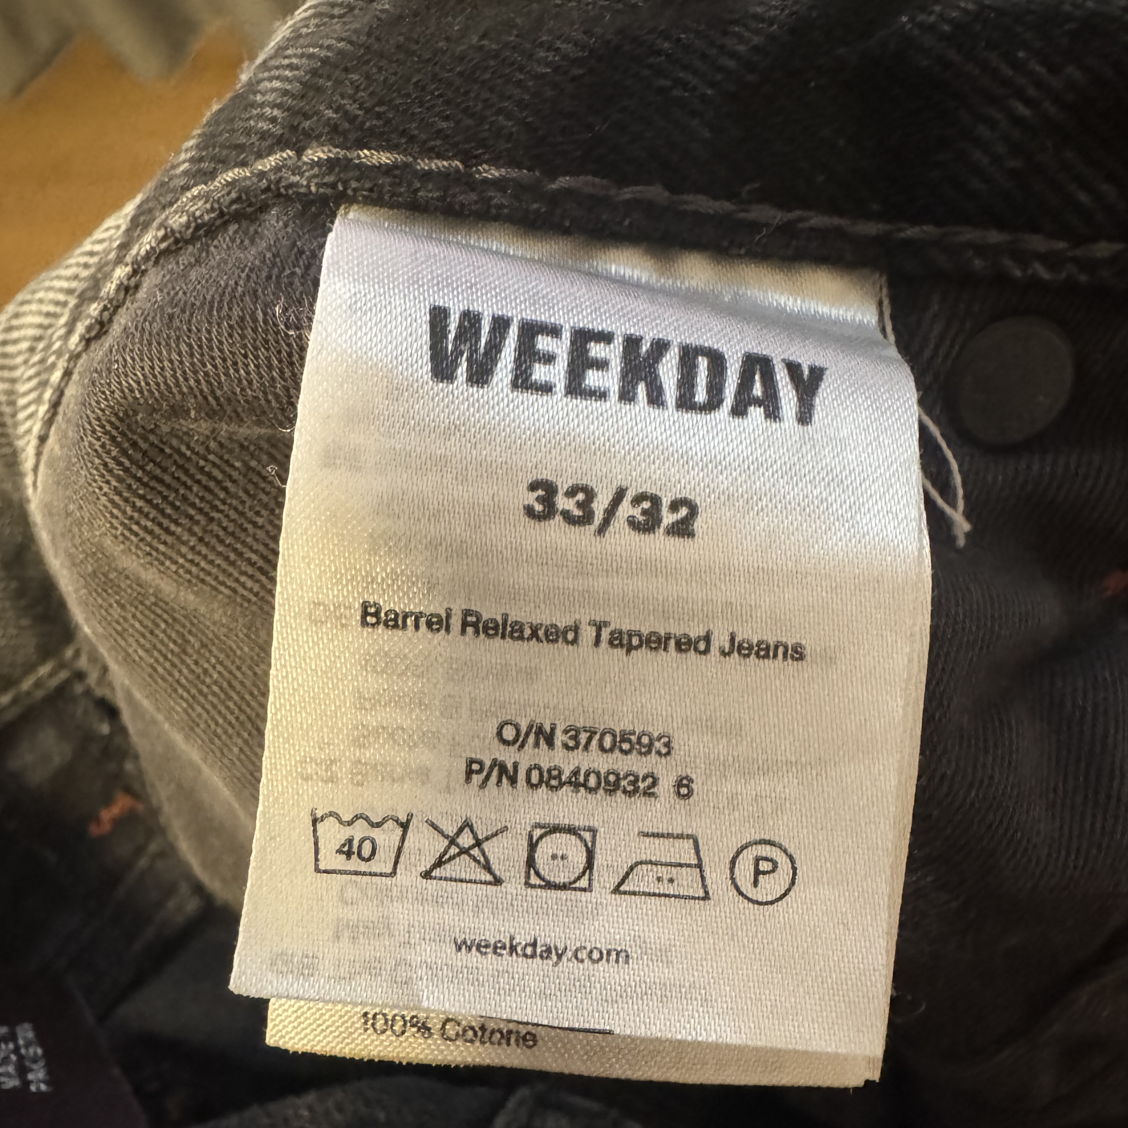 WEEKDAY
33/32
Barrel Relaxed Tapered Jeans
O/N 370593
P/N 0840932 6
40
P
weekday.com
100% Cotone